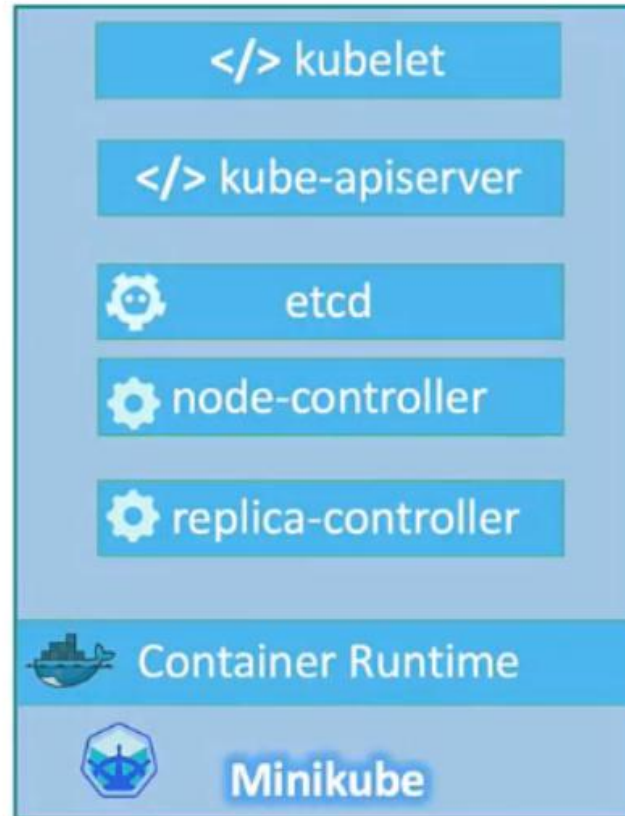 </> kubelet
</> kube-apiserver
etcd
node-controller
replica-controller
Container Runtime
Minikube